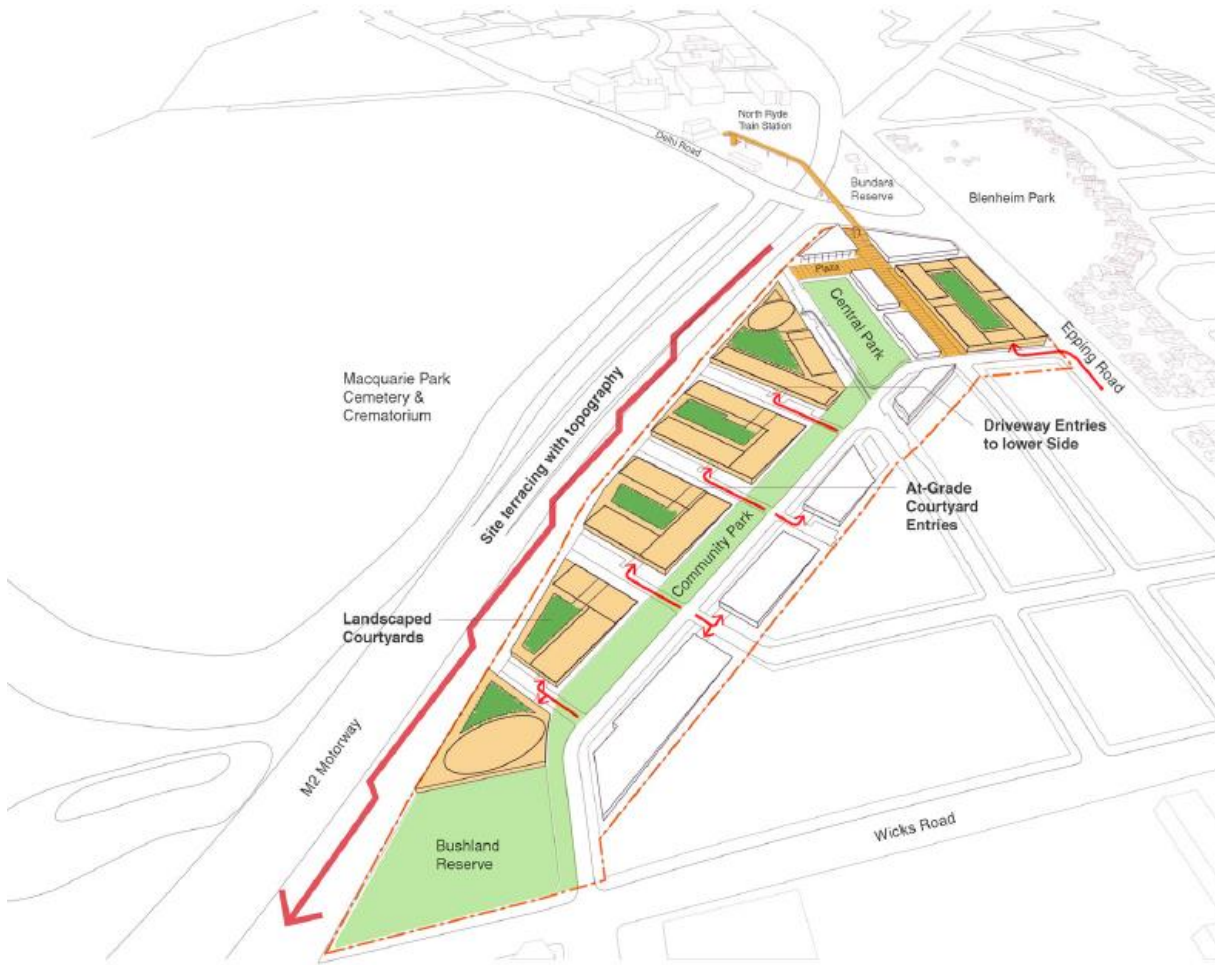 North Ryde
Train Station
Delhi Road
Bundara
Reserve
Blenheim Park
Plaza
Central Park
Epping Road
Macquarie Park
Cemetery &
Crematorium
Site terracing with topography
Driveway Entries
to lower Side
At-Grade
Courtyard
Entries
Community Park
Landscaped
Courtyards
M2 Motorway
Bushland
Reserve
Wicks Road